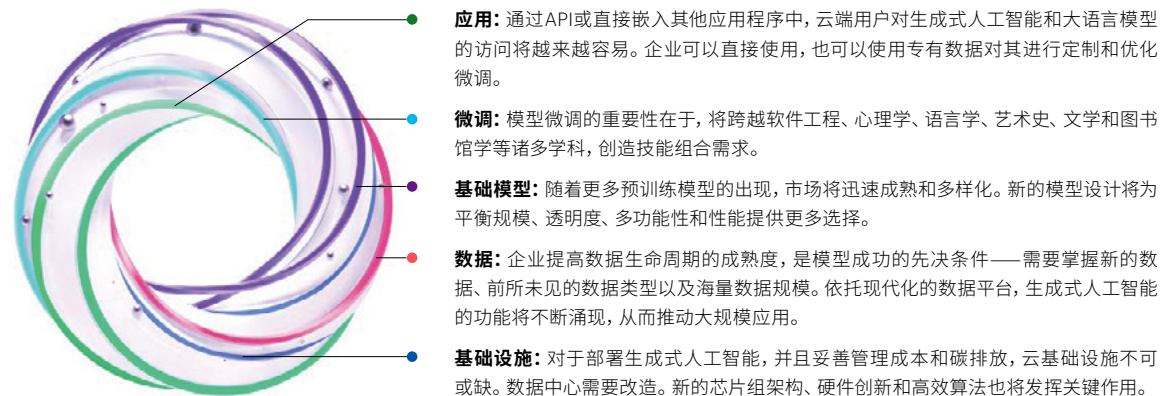 应用：通过API或直接嵌入其他应用程序中，云端用户对生成式人工智能和大语言模型
的访问将越来越容易。企业可以直接使用，也可以使用专有数据对其进行定制和优化
微调。
微调：模型微调的重要性在于，将跨越软件工程、心理学、语言学、艺术史、文学和图书
馆学等诸多学科，创造技能组合需求。
基础模型：随着更多预训练模型的出现，市场将迅速成熟和多样化。新的模型设计将为
平衡规模、透明度、多功能性和性能提供更多选择。
数据：企业提高数据生命周期的成熟度，是模型成功的先决条件——需要掌握新的数
据、前所未见的数据类型以及海量数据规模。依托现代化的数据平台，生成式人工智能
的功能将不断涌现，从而推动大规模应用。
基础设施：对于部署生成式人工智能，并且妥善管理成本和碳排放，云基础设施不可
或缺。数据中心需要改造。新的芯片组架构、硬件创新和高效算法也将发挥关键作用。